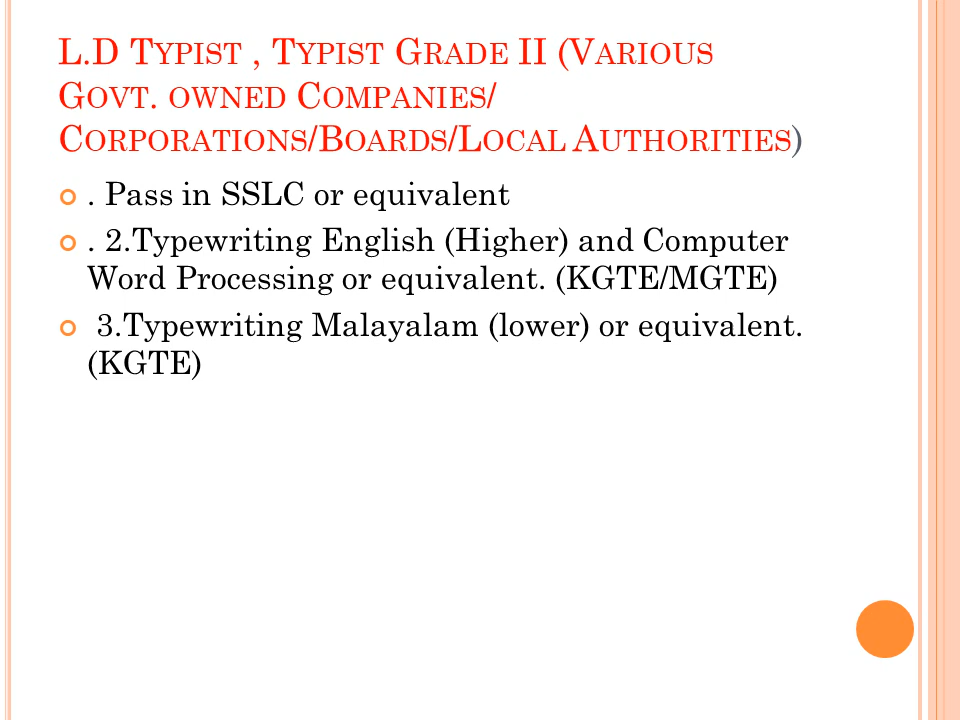 L.D Typist , Typist Grade II (Various
Govt. owned Companies/
Corporations/Boards/Local Authorities)
. Pass in SSLC or equivalent
. 2.Typewriting English (Higher) and Computer
Word Processing or equivalent. (KGTE/MGTE)
3.Typewriting Malayalam (lower) or equivalent.
(KGTE)